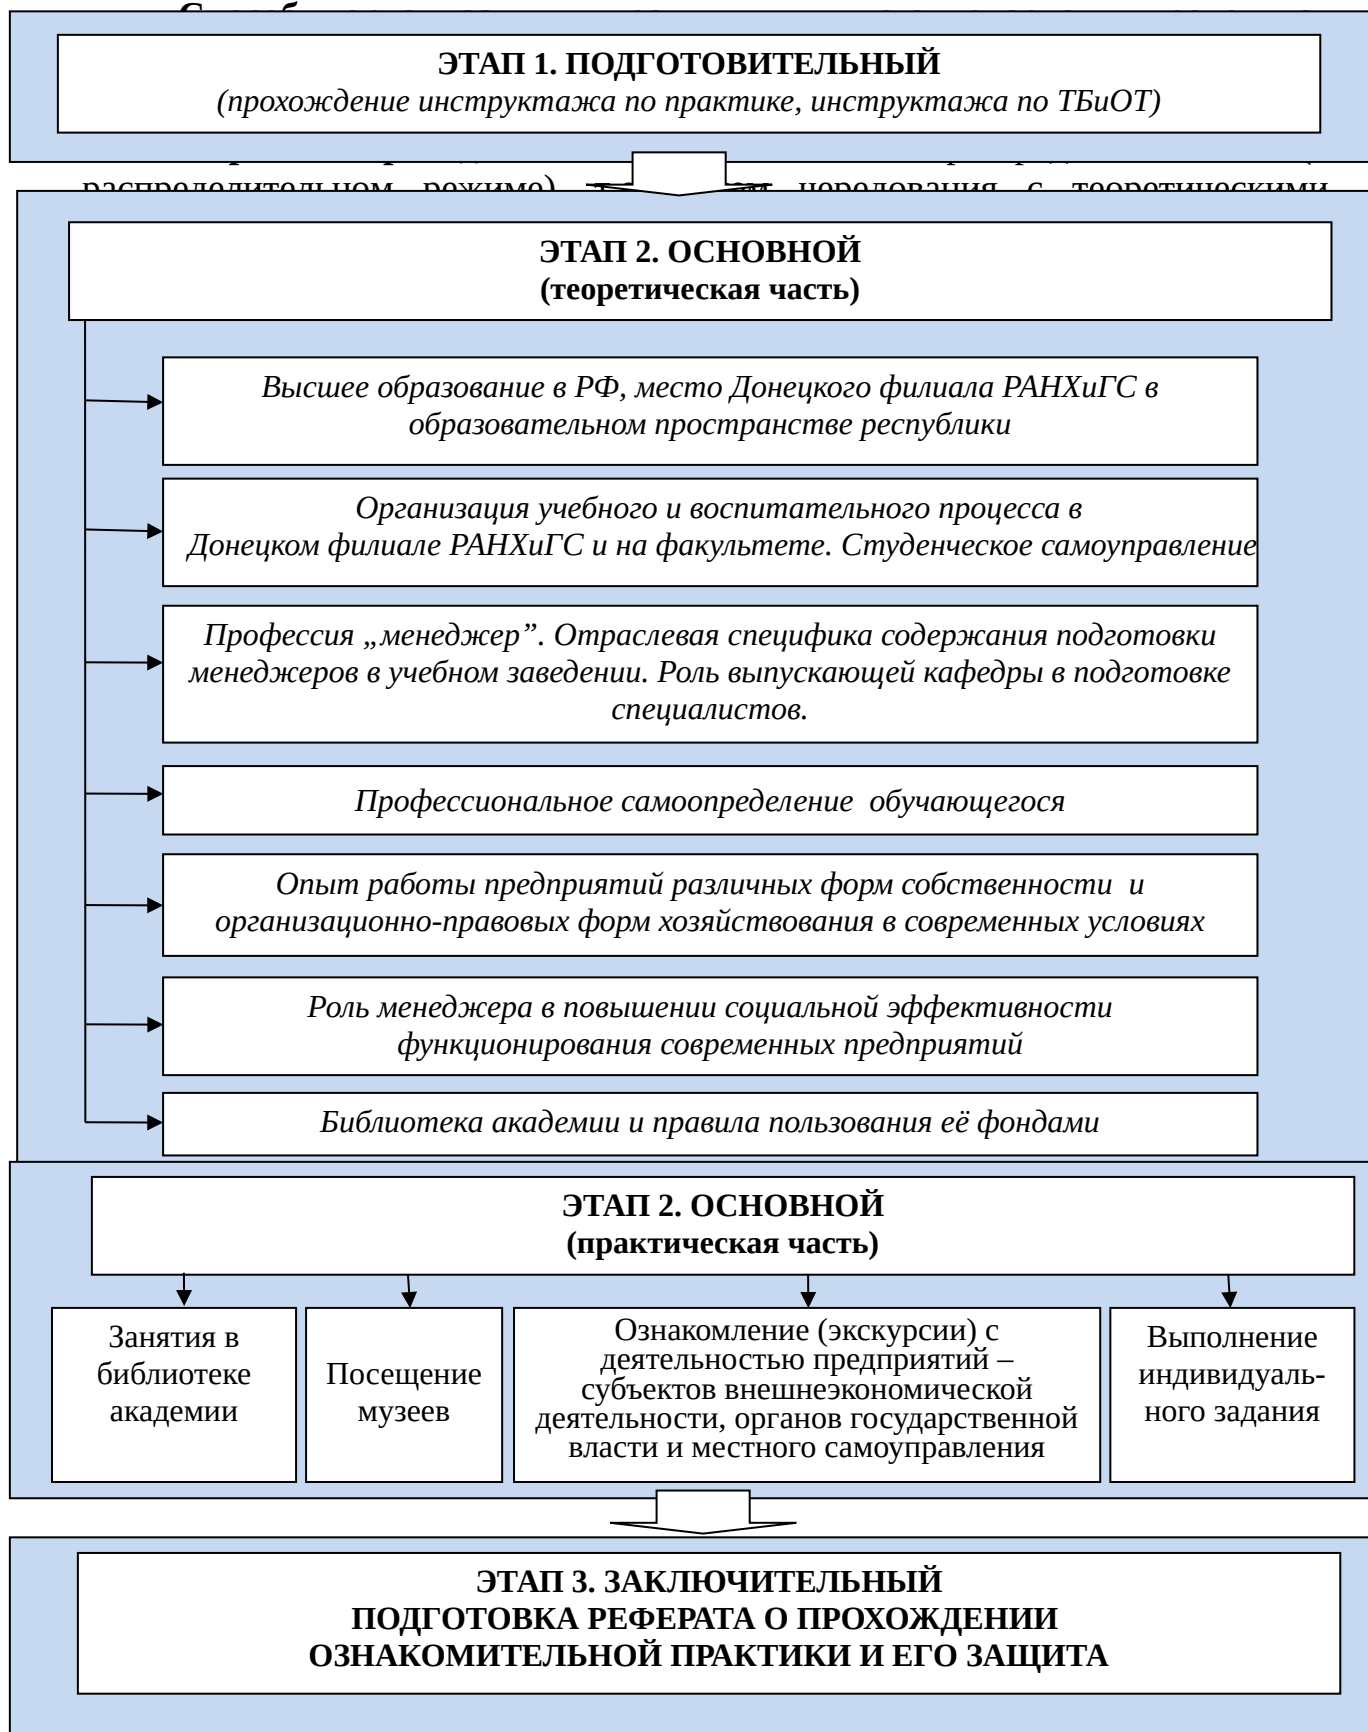 ЭТАП 1. ПОДГОТОВИТЕЛЬНЫЙ
(прохождение инструктажа по практике, инструктажа по ТБиОТ)
распределительном режиме) чередования с теоретическими
ЭТАП 2. ОСНОВНОЙ
(теоретическая часть)
Высшее образование в РФ, место Донецкого филиала РАНХиГС в
образовательном пространстве республики
Организация учебного и воспитательного процесса в
Донецком филиале РАНХиГС и на факультете. Студенческое самоуправление
Профессия „менеджер”. Отраслевая специфика содержания подготовки
менеджеров в учебном заведении. Роль выпускающей кафедры в подготовке
специалистов.
Профессиональное самоопределение  обучающегося
Опыт работы предприятий различных форм собственности  и
организационно-правовых форм хозяйствования в современных условиях
Роль менеджера в повышении социальной эффективности
функционирования современных предприятий
Библиотека академии и правила пользования её фондами
ЭТАП 2. ОСНОВНОЙ
(практическая часть)
Занятия в
библиотеке
академии
Посещение
музеев
Ознакомление (экскурсии) с
деятельностью предприятий –
субъектов внешнеэкономической
деятельности, органов государственной
власти и местного самоуправления
Выполнение
индивидуаль-
ного задания
ЭТАП 3. ЗАКЛЮЧИТЕЛЬНЫЙ
ПОДГОТОВКА РЕФЕРАТА О ПРОХОЖДЕНИИ
ОЗНАКОМИТЕЛЬНОЙ ПРАКТИКИ И ЕГО ЗАЩИТА